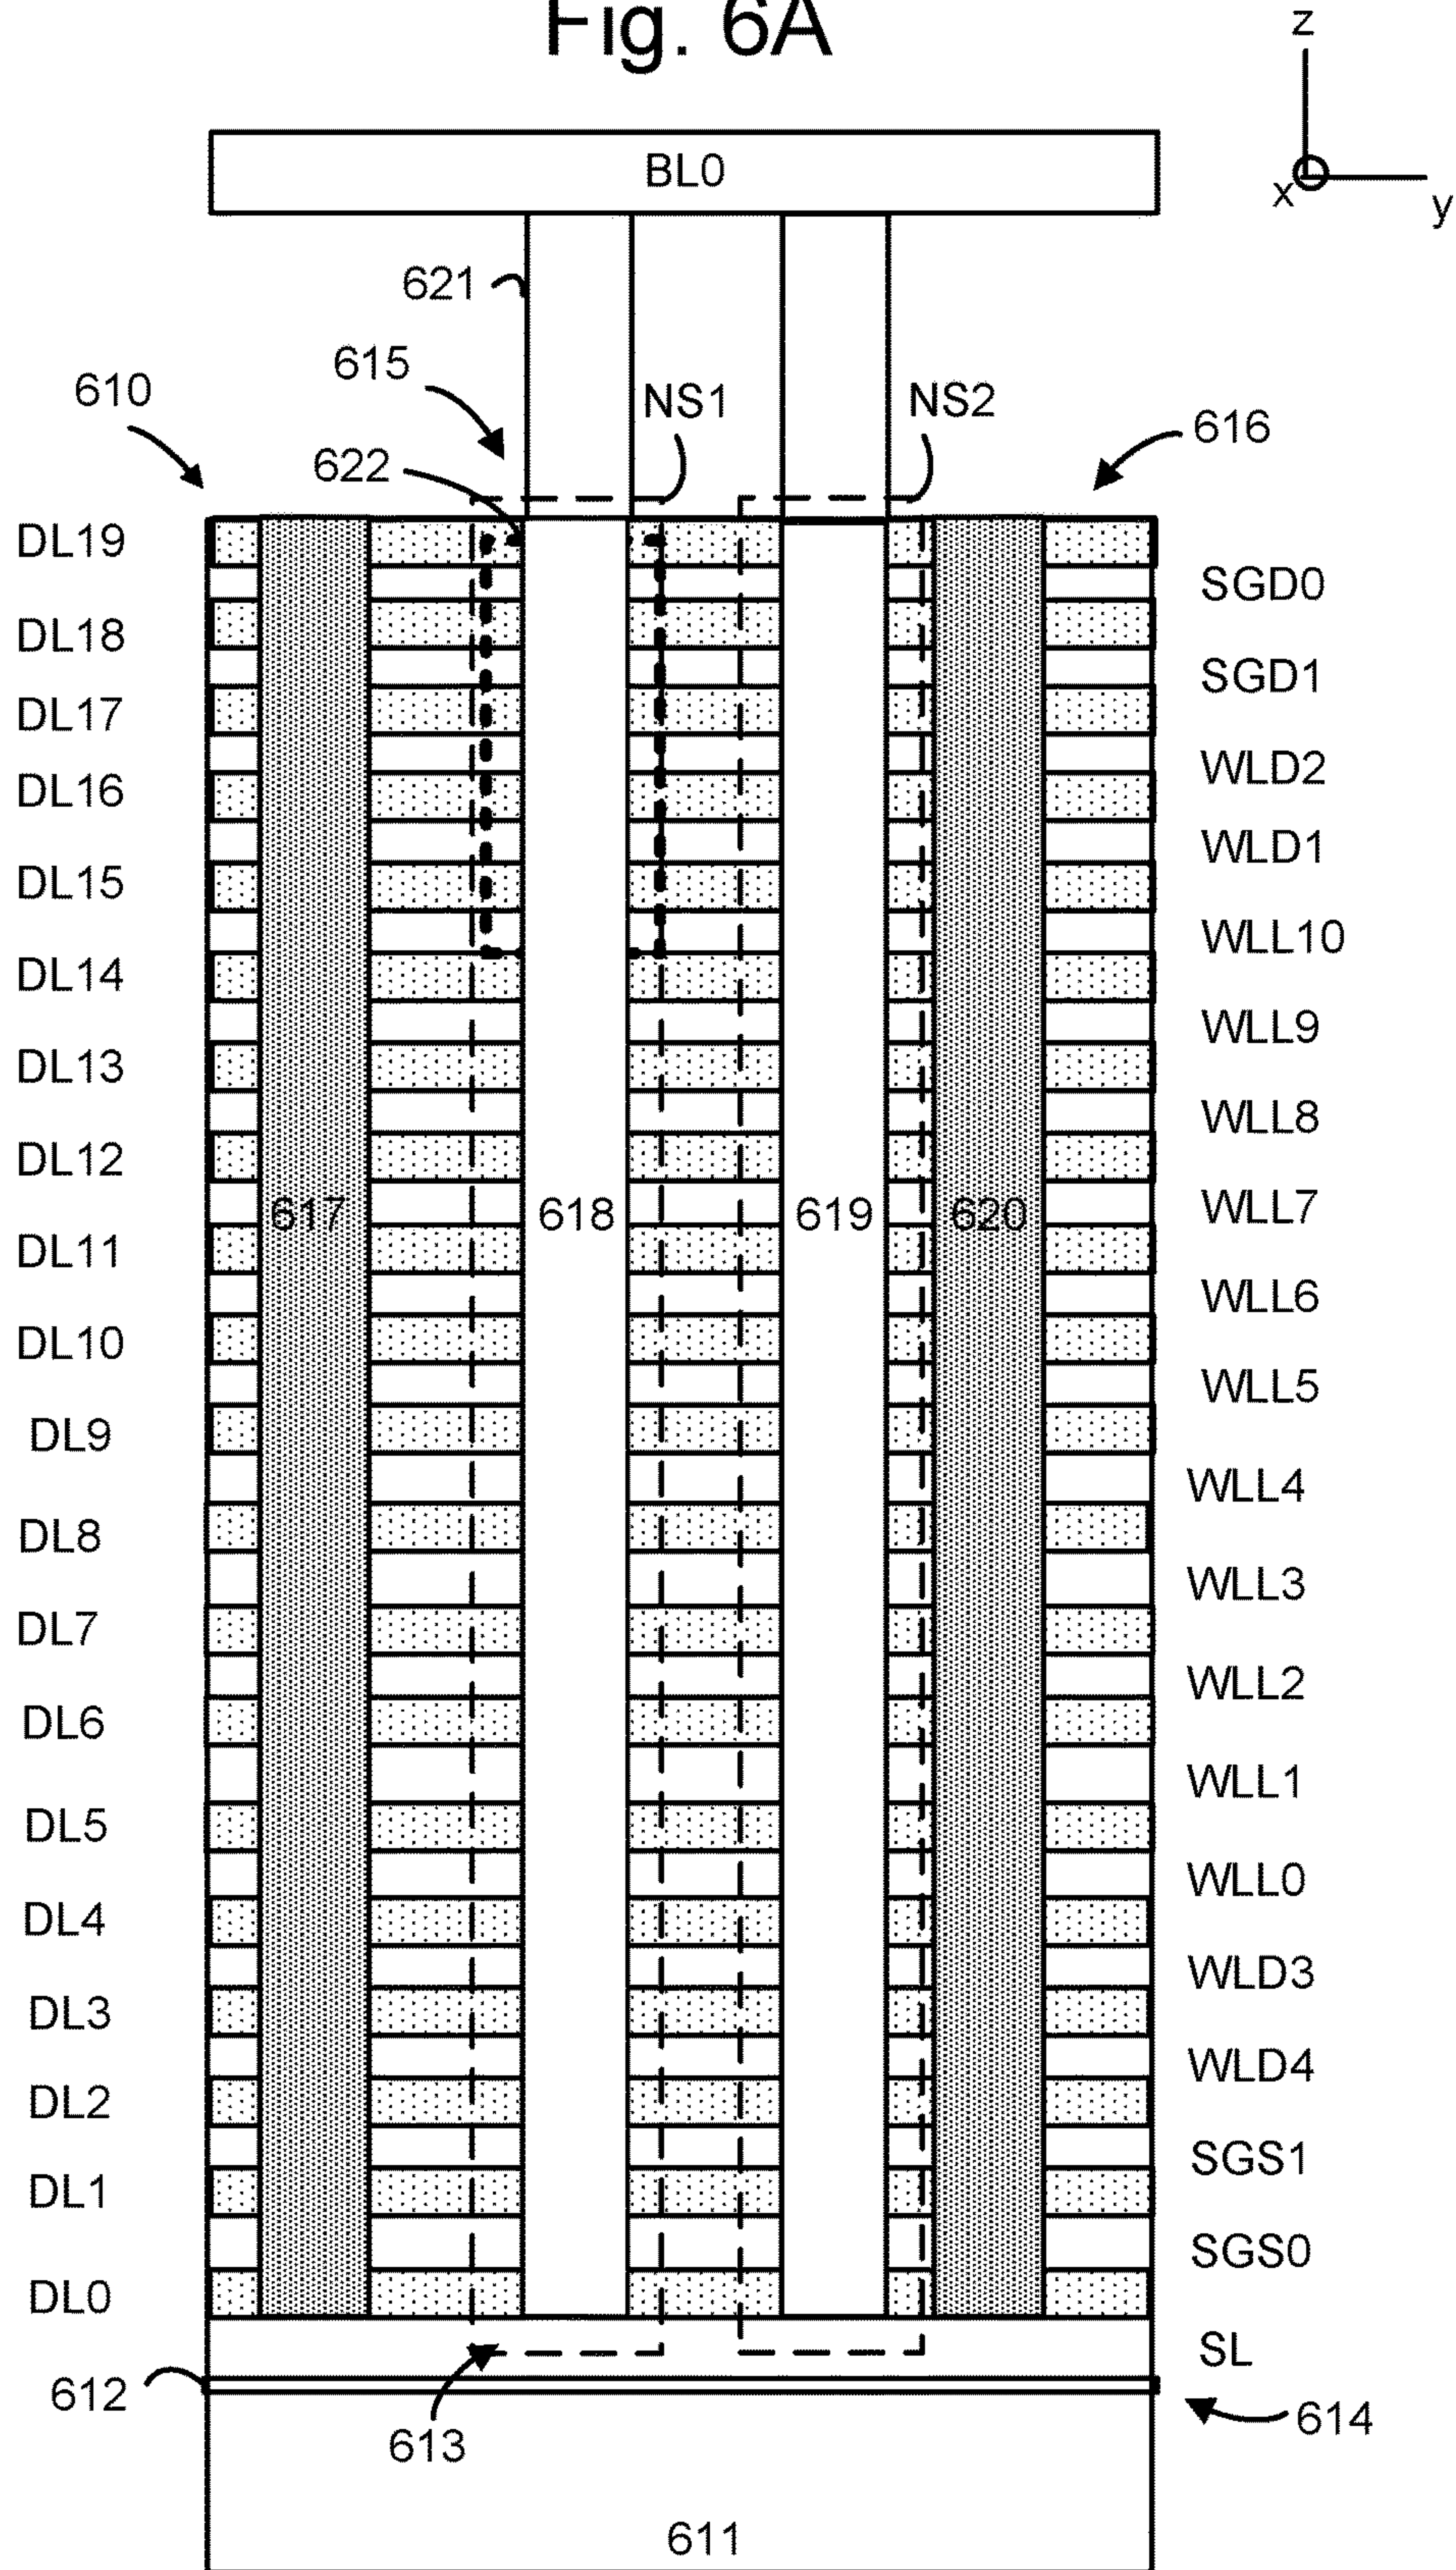 Fig. 6A
z
x
y
BL0
621
615
NS1
NS2
610
616
622
DL19
SGD0
DL18
SGD1
DL17
WLD2
DL16
WLD1
DL15
WLL10
DL14
WLL9
DL13
WLL8
DL12
WLL7
617
618
619
620
DL11
WLL6
DL10
WLL5
DL9
WLL4
DL8
WLL3
DL7
WLL2
DL6
WLL1
DL5
WLL0
DL4
WLD3
DL3
WLD4
DL2
SGS1
DL1
SGS0
DL0
SL
612
614
613
611